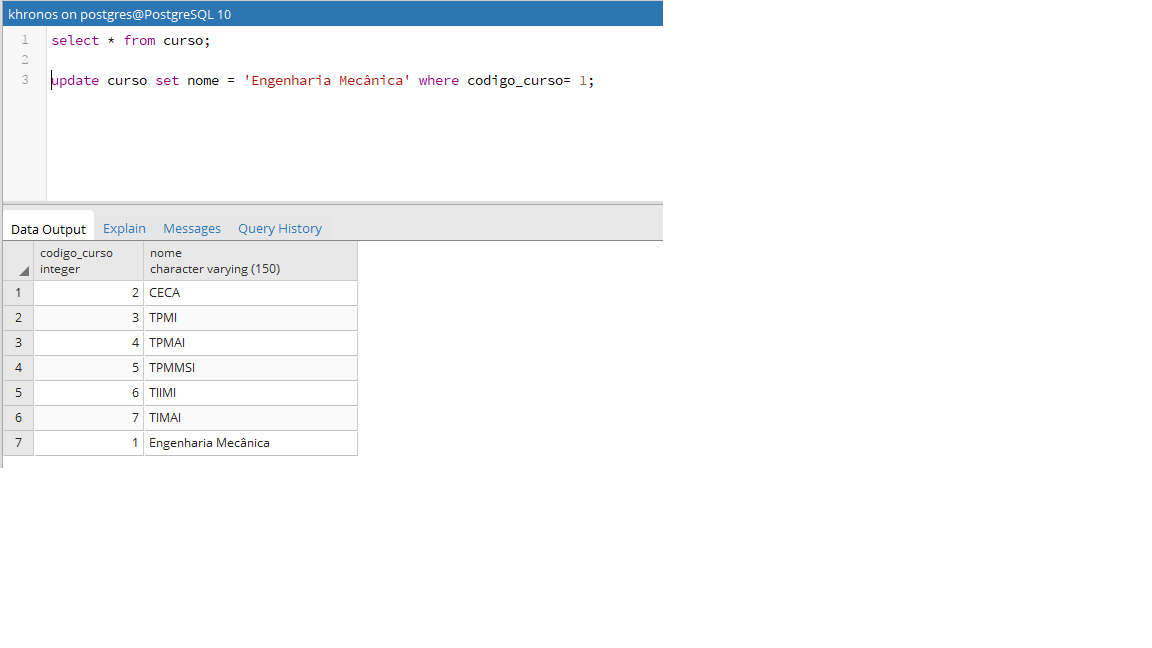 khronos on postgres@PostgreSQL 10
1 select * from curso;
2
3 update curso set nome = 'Engenharia Mecânica' where codigo_curso= 1;
Data Output Explain Messages Query History
codigo_curso nome
integer character varying (150)
1 2 CECA
2 3 TPMI
3 4 TPMAI
4 5 TPMMSI
5 6 TIIMI
6 7 TIMAI
7 1 Engenharia Mecânica